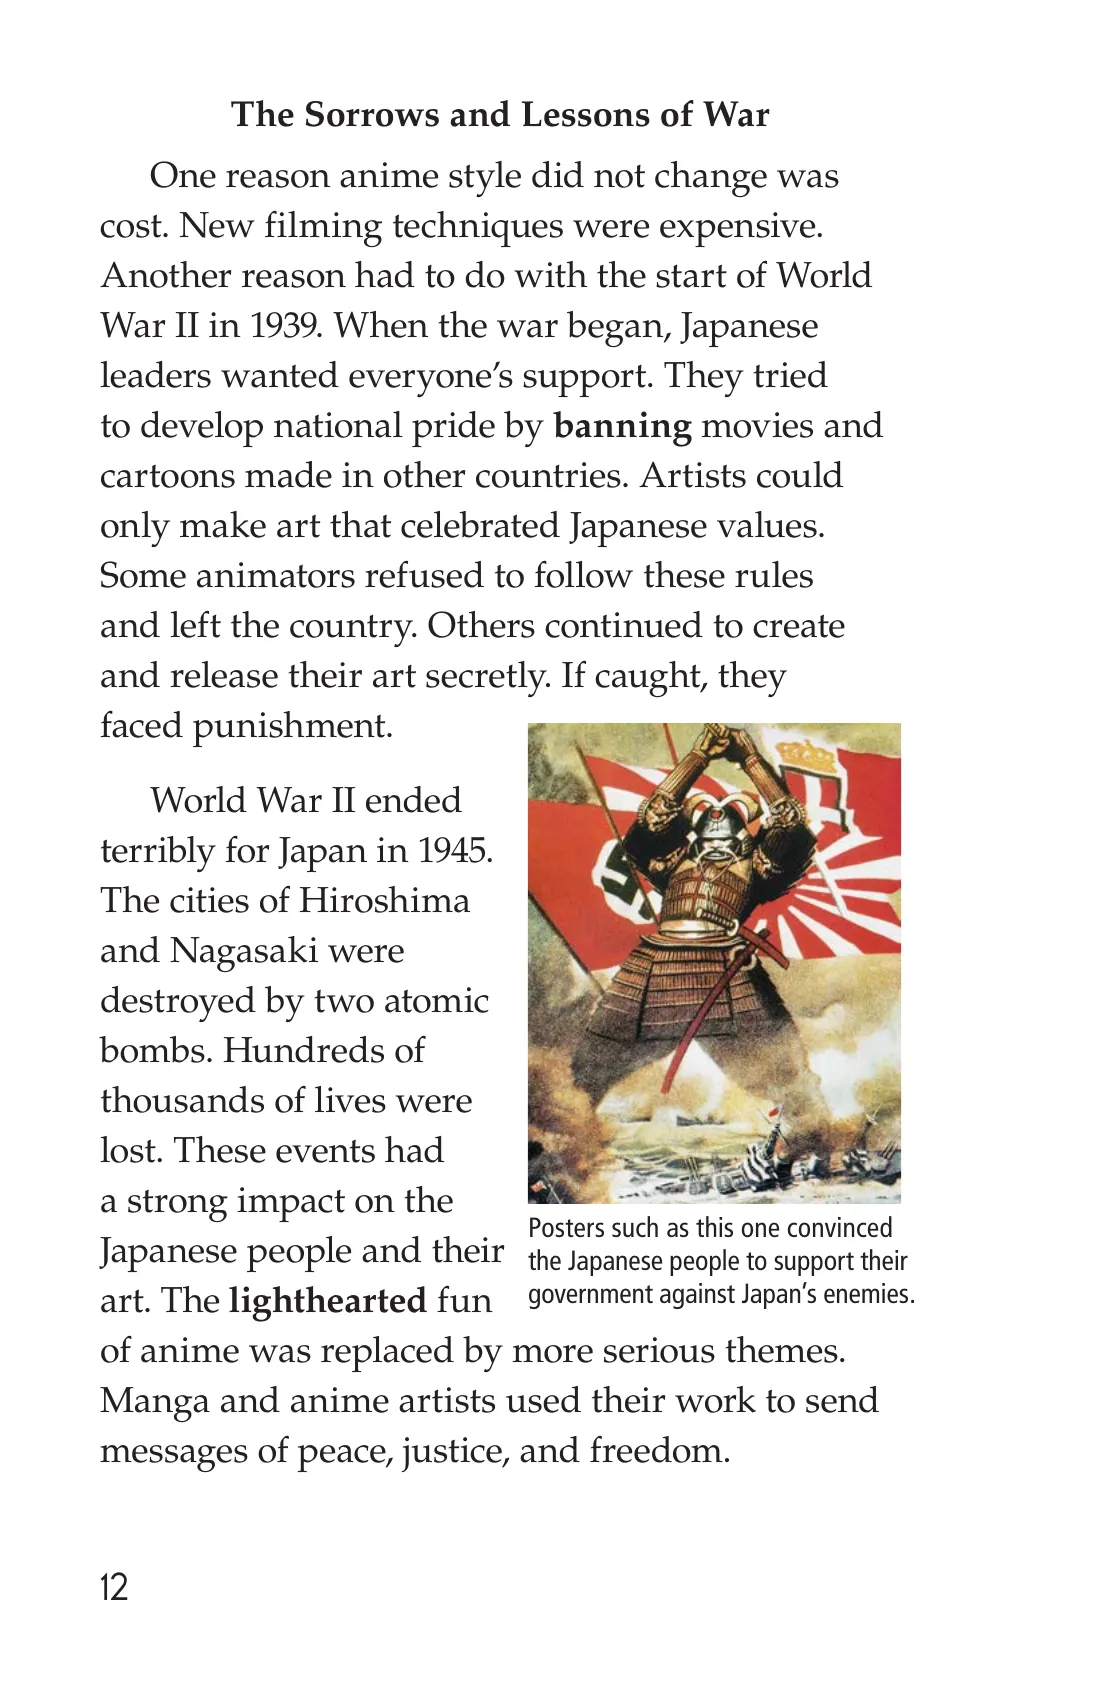 The Sorrows and Lessons of War
One reason anime style did not change was
cost. New filming techniques were expensive.
Another reason had to do with the start of World
War II in 1939. When the war began, Japanese
leaders wanted everyone’s support. They tried
to develop national pride by banning movies and
cartoons made in other countries. Artists could
only make art that celebrated Japanese values.
Some animators refused to follow these rules
and left the country. Others continued to create
and release their art secretly. If caught, they
faced punishment.
World War II ended
terribly for Japan in 1945.
The cities of Hiroshima
and Nagasaki were
destroyed by two atomic
bombs. Hundreds of
thousands of lives were
lost. These events had
a strong impact on the
Japanese people and their
art. The lighthearted fun
of anime was replaced by more serious themes.
Manga and anime artists used their work to send
messages of peace, justice, and freedom.
Posters such as this one convinced
the Japanese people to support their
government against Japan’s enemies.
12